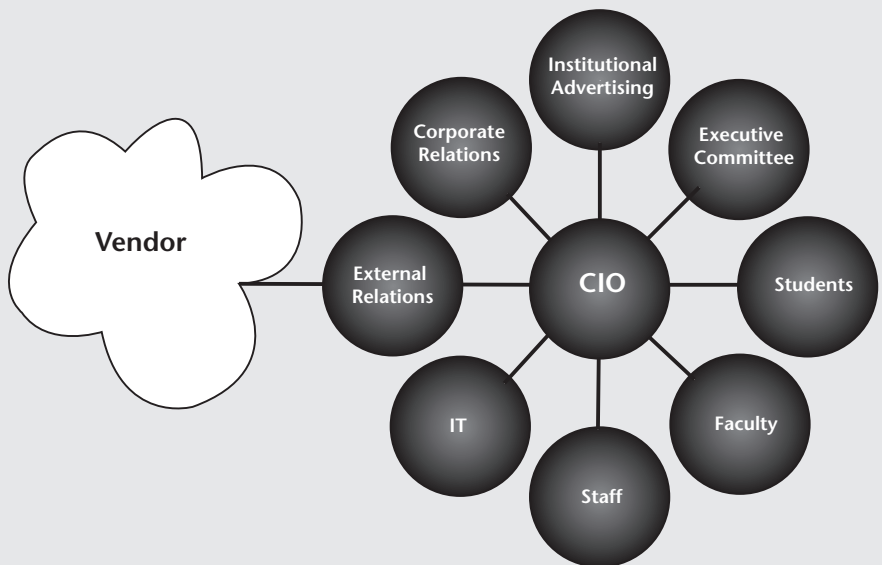 Institutional
Advertising
Corporate
Relations
Executive
Committee
Vendor
External
Relations
CIO
Students
IT
Faculty
Staff